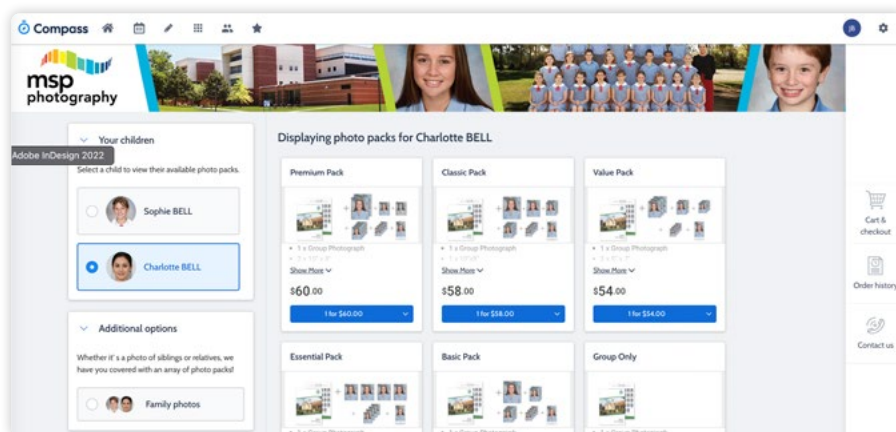 Compass
JB
msp
photography
Your children
Adobe InDesign 2022
Select a child to view their available photo packs.
Sophie BELL
Charlotte BELL
Additional options
Whether it's a photo of siblings or relatives, we
have you covered with an array of photo packs!
Family photos
Displaying photo packs for Charlotte BELL
Premium Pack
1 x Group Photograph
Show More
$60.00
1 for $60.00
Classic Pack
1 x Group Photograph
Show More
$58.00
1 for $58.00
Value Pack
1 x Group Photograph
Show More
$54.00
1 for $54.00
Essential Pack
Basic Pack
Group Only
Cart &
checkout
Order history
Contact us